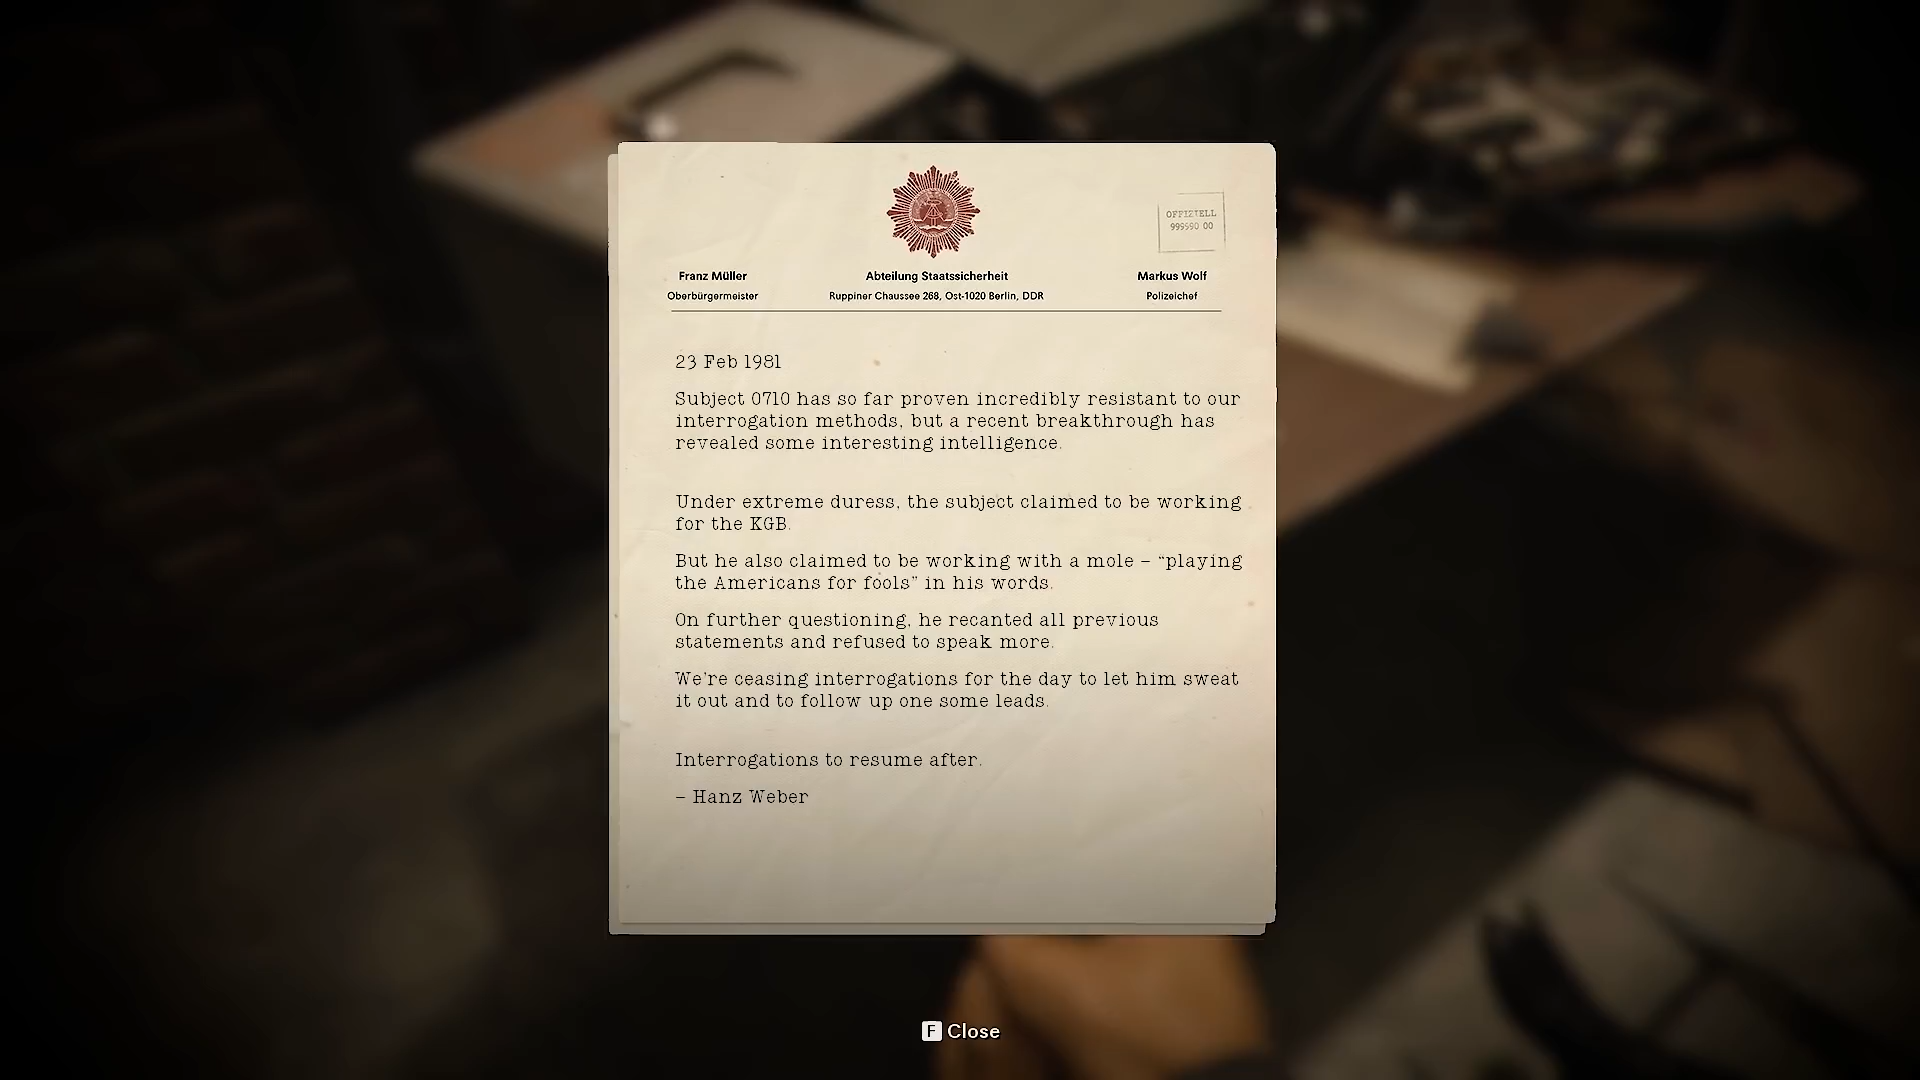 OFFIZIELL
999590 00
Franz Müller
Abteilung Staatssicherheit
Markus Wolf
Oberbürgermeister
Ruppiner Chaussee 268, Ost-1020 Berlin, DDR
Polizeichef
23 Feb 1981
Subject 0710 has so far proven incredibly resistant to our
interrogation methods, but a recent breakthrough has
revealed some interesting intelligence.
Under extreme duress, the subject claimed to be working
for the KGB.
But he also claimed to be working with a mole – “playing
the Americans for fools” in his words.
On further questioning, he recanted all previous
statements and refused to speak more.
We're ceasing interrogations for the day to let him sweat
it out and to follow up one some leads.
Interrogations to resume after.
– Hanz Weber
F Close